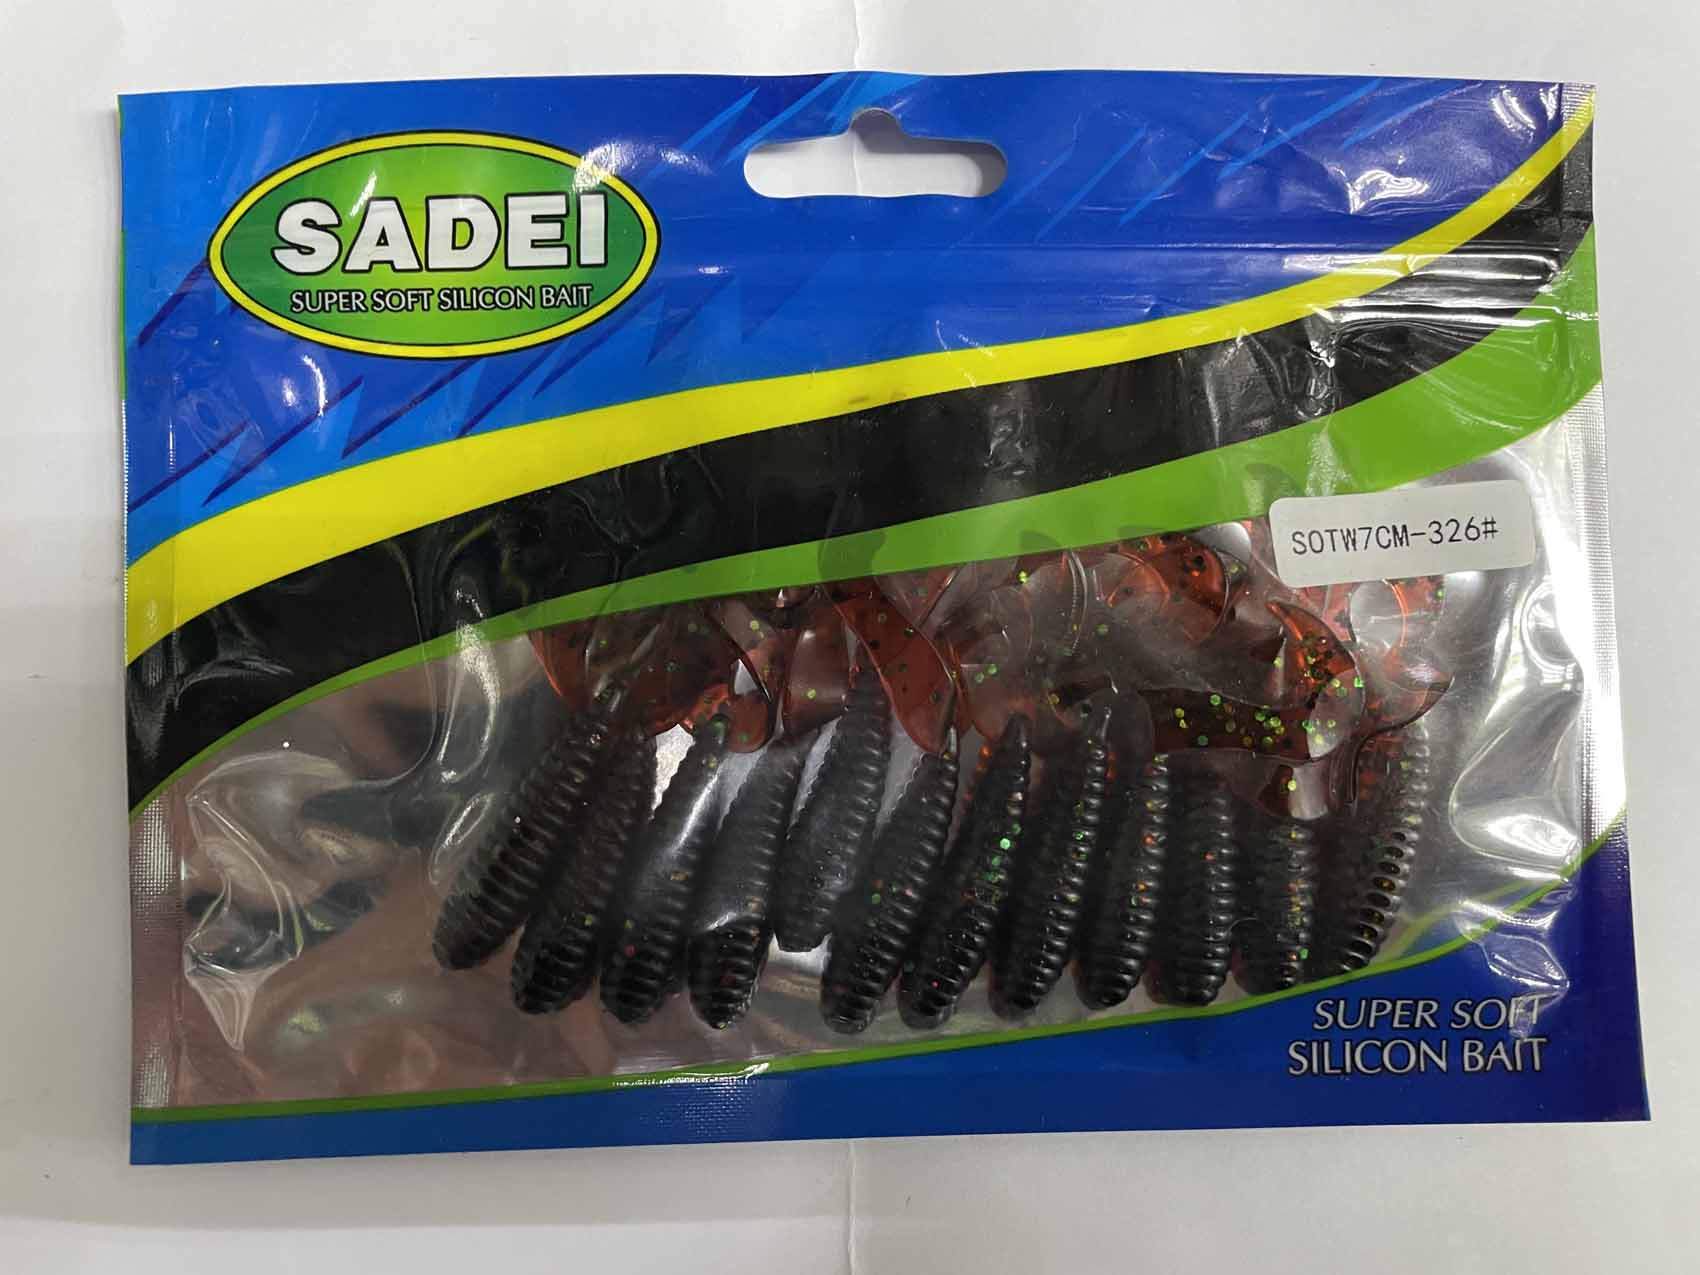 SADEI
SUPER SOFT SILICON BAIT
SOTW7CM-326#
SUPER SOFT
SILICON BAIT